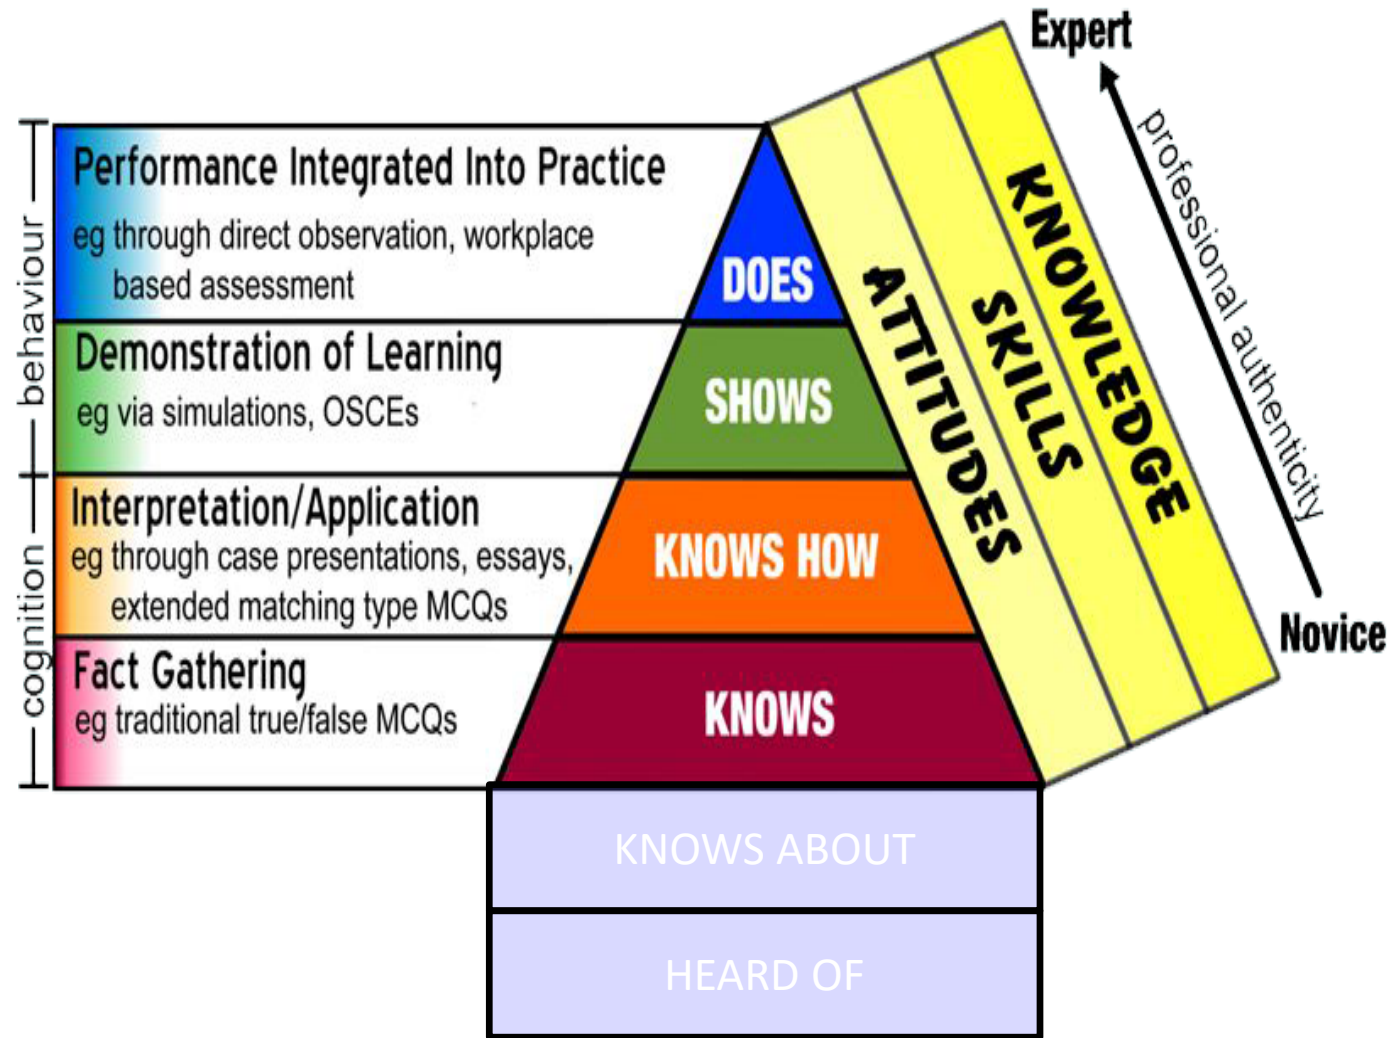 Expert
professional authenticity
Novice
KNOWLEDGE
SKILLS
ATTITUDES
behaviour
cognition
Performance Integrated Into Practice
eg through direct observation, workplace
based assessment
DOES
Demonstration of Learning
eg via simulations, OSCEs
SHOWS
Interpretation/Application
eg through case presentations, essays,
extended matching type MCQs
KNOWS HOW
Fact Gathering
eg traditional true/false MCQs
KNOWS
KNOWS ABOUT
HEARD OF